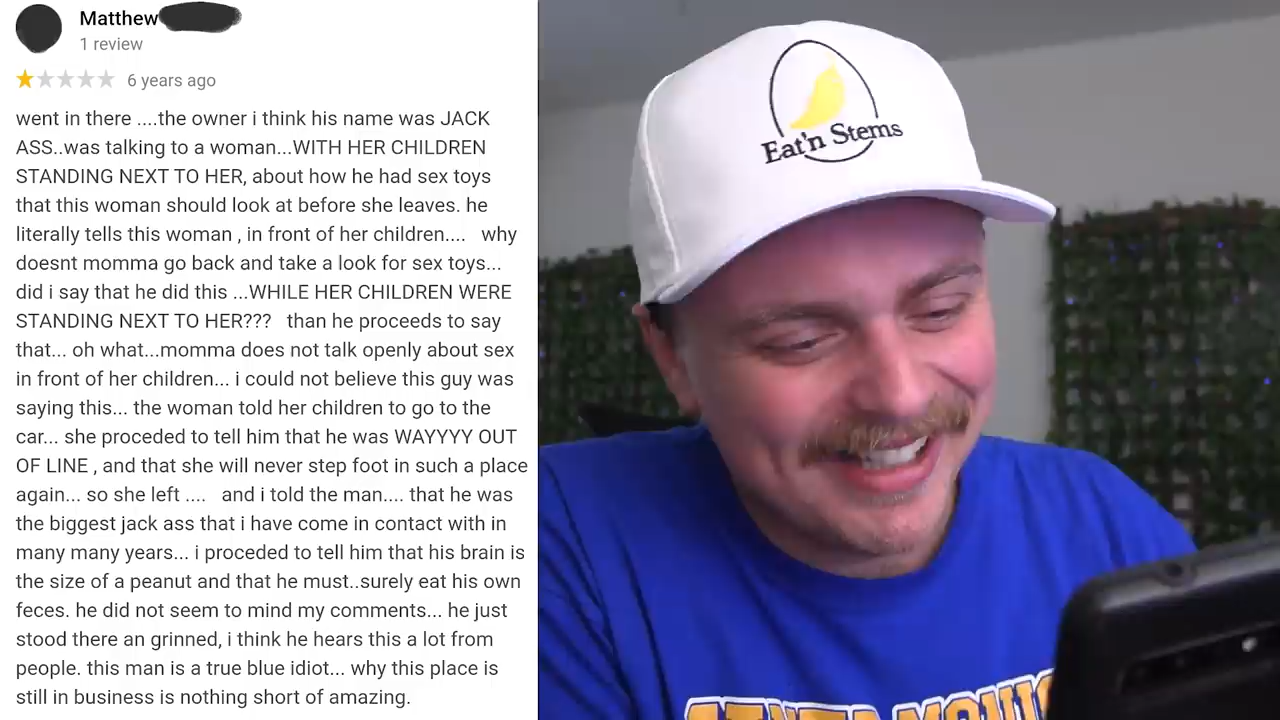 Matthew
1 review
6 years ago
went in there ....the owner i think his name was JACK
ASS..was talking to a woman...WITH HER CHILDREN
STANDING NEXT TO HER, about how he had sex toys
that this woman should look at before she leaves. he
literally tells this woman , in front of her children.... why
doesnt momma go back and take a look for sex toys...
did i say that he did this ...WHILE HER CHILDREN WERE
STANDING NEXT TO HER??? than he proceeds to say
that... oh what...momma does not talk openly about sex
in front of her children... i could not believe this guy was
saying this... the woman told her children to go to the
car... she proceded to tell him that he was WAYYYY OUT
OF LINE , and that she will never step foot in such a place
again... so she left .... and i told the man.... that he was
the biggest jack ass that i have come in contact with in
many many years... i proceded to tell him that his brain is
the size of a peanut and that he must..surely eat his own
feces. he did not seem to mind my comments... he just
stood there an grinned, i think he hears this a lot from
people. this man is a true blue idiot... why this place is
still in business is nothing short of amazing.
Eat'n Stems